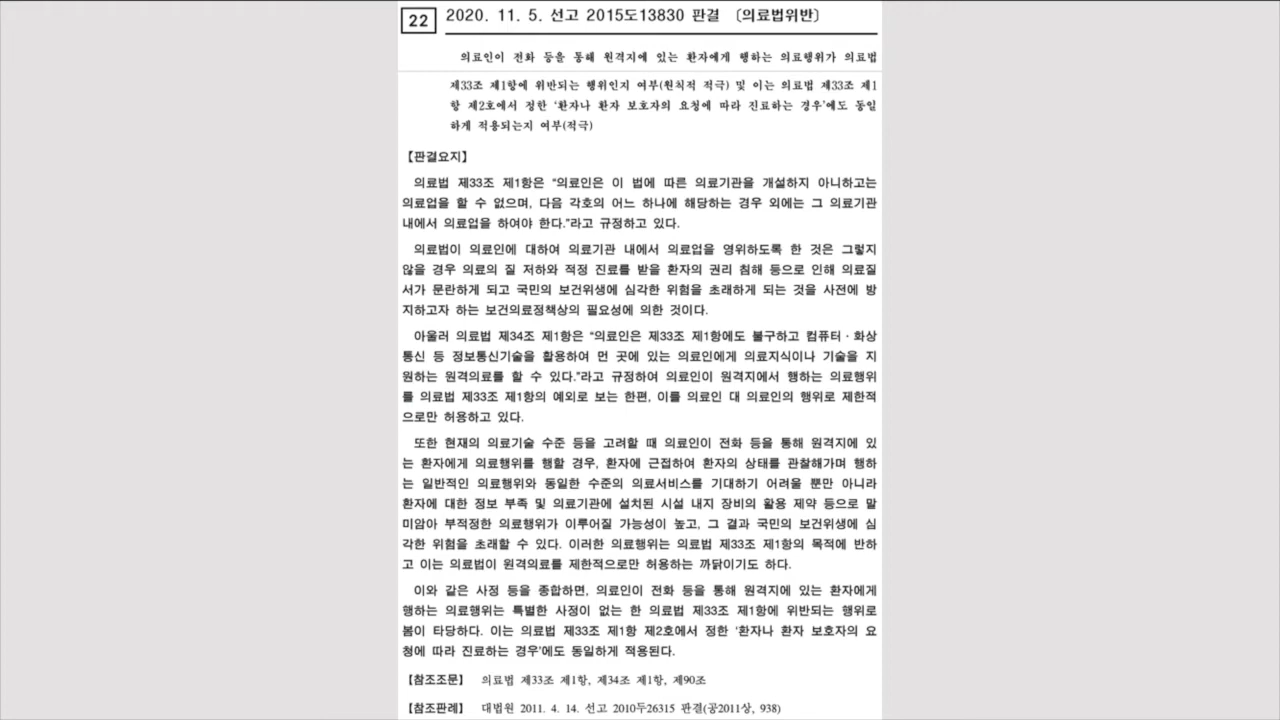 22
2020. 11. 5. 선고 2015도13830 판결 〔의료법위반〕
의료인이 전화 등을 통해 원격지에 있는 환자에게 행하는 의료행위가 의료법
제33조 제1항에 위반되는 행위인지 여부(원칙적 적극) 및 이는 의료법 제33조 제1
항 제2호에서 정한 ‘환자나 환자 보호자의 요청에 따라 진료하는 경우’에도 동일
하게 적용되는지 여부(적극)
【판결요지】
의료법 제33조 제1항은 “의료인은 이 법에 따른 의료기관을 개설하지 아니하고는
의료업을 할 수 없으며, 다음 각호의 어느 하나에 해당하는 경우 외에는 그 의료기관
내에서 의료업을 하여야 한다.”라고 규정하고 있다.
의료법이 의료인에 대하여 의료기관 내에서 의료업을 영위하도록 한 것은 그렇지
않을 경우 의료의 질 저하와 적정 진료를 받을 환자의 권리 침해 등으로 인해 의료질
서가 문란하게 되고 국민의 보건위생에 심각한 위험을 초래하게 되는 것을 사전에 방
지하고자 하는 보건의료정책상의 필요성에 의한 것이다.
아울러 의료법 제34조 제1항은 “의료인은 제33조 제1항에도 불구하고 컴퓨터·화상
통신 등 정보통신기술을 활용하여 먼 곳에 있는 의료인에게 의료지식이나 기술을 지
원하는 원격의료를 할 수 있다.”라고 규정하여 의료인이 원격지에서 행하는 의료행위
를 의료법 제33조 제1항의 예외로 보는 한편, 이를 의료인 대 의료인의 행위로 제한적
으로만 허용하고 있다.
또한 현재의 의료기술 수준 등을 고려할 때 의료인이 전화 등을 통해 원격지에 있
는 환자에게 의료행위를 행할 경우, 환자에 근접하여 환자의 상태를 관찰해가며 행하
는 일반적인 의료행위와 동일한 수준의 의료서비스를 기대하기 어려울 뿐만 아니라
환자에 대한 정보 부족 및 의료기관에 설치된 시설 내지 장비의 활용 제약 등으로 말
미암아 부적정한 의료행위가 이루어질 가능성이 높고, 그 결과 국민의 보건위생에 심
각한 위험을 초래할 수 있다. 이러한 의료행위는 의료법 제33조 제1항의 목적에 반하
고 이는 의료법이 원격의료를 제한적으로만 허용하는 까닭이기도 하다.
이와 같은 사정 등을 종합하면, 의료인이 전화 등을 통해 원격지에 있는 환자에게
행하는 의료행위는 특별한 사정이 없는 한 의료법 제33조 제1항에 위반되는 행위로
봄이 타당하다. 이는 의료법 제33조 제1항 제2호에서 정한 ‘환자나 환자 보호자의 요
청에 따라 진료하는 경우’에도 동일하게 적용된다.
【참조조문】 의료법 제33조 제1항, 제34조 제1항, 제90조
【참조판례】 대법원 2011. 4. 14. 선고 2010두26315 판결(공2011상, 938)